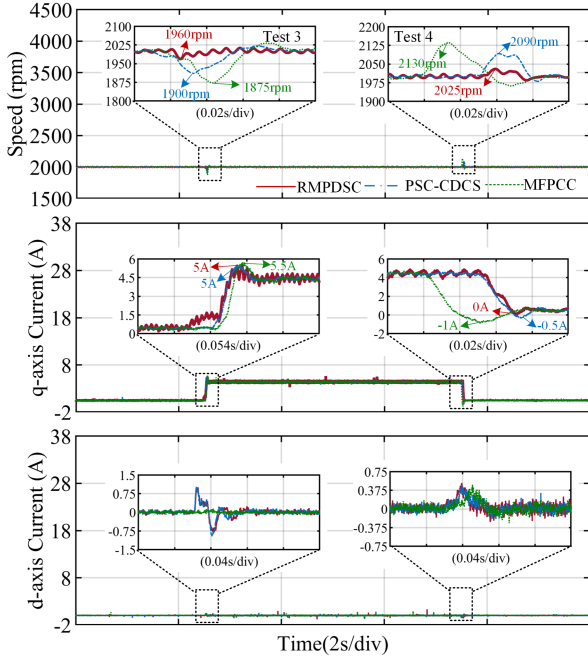 4500
4000
3500
3000
2500
2000
1500
Speed (rpm)
2100
2025
1950
1875
1800
1960rpm
Test 3
1900rpm
1875rpm
(0.02s/div)
2150
2100
2050
2000
1950
1900
Test 4
2090rpm
2130rpm
2025rpm
(0.02s/div)
RMPDSC
PSC-CDCS
MFPCC
38
28
18
8
-2
q-axis Current (A)
6
4.5
3
1.5
0
5A
5.5A
5A
(0.054s/div)
6
4
2
0
-2
0A
-1A
-0.5A
(0.02s/div)
38
28
18
8
-2
d-axis Current (A)
1.5
0.75
0
-0.75
-1.5
(0.04s/div)
0.75
0.375
0
-0.375
-0.75
(0.04s/div)
Time(2s/div)